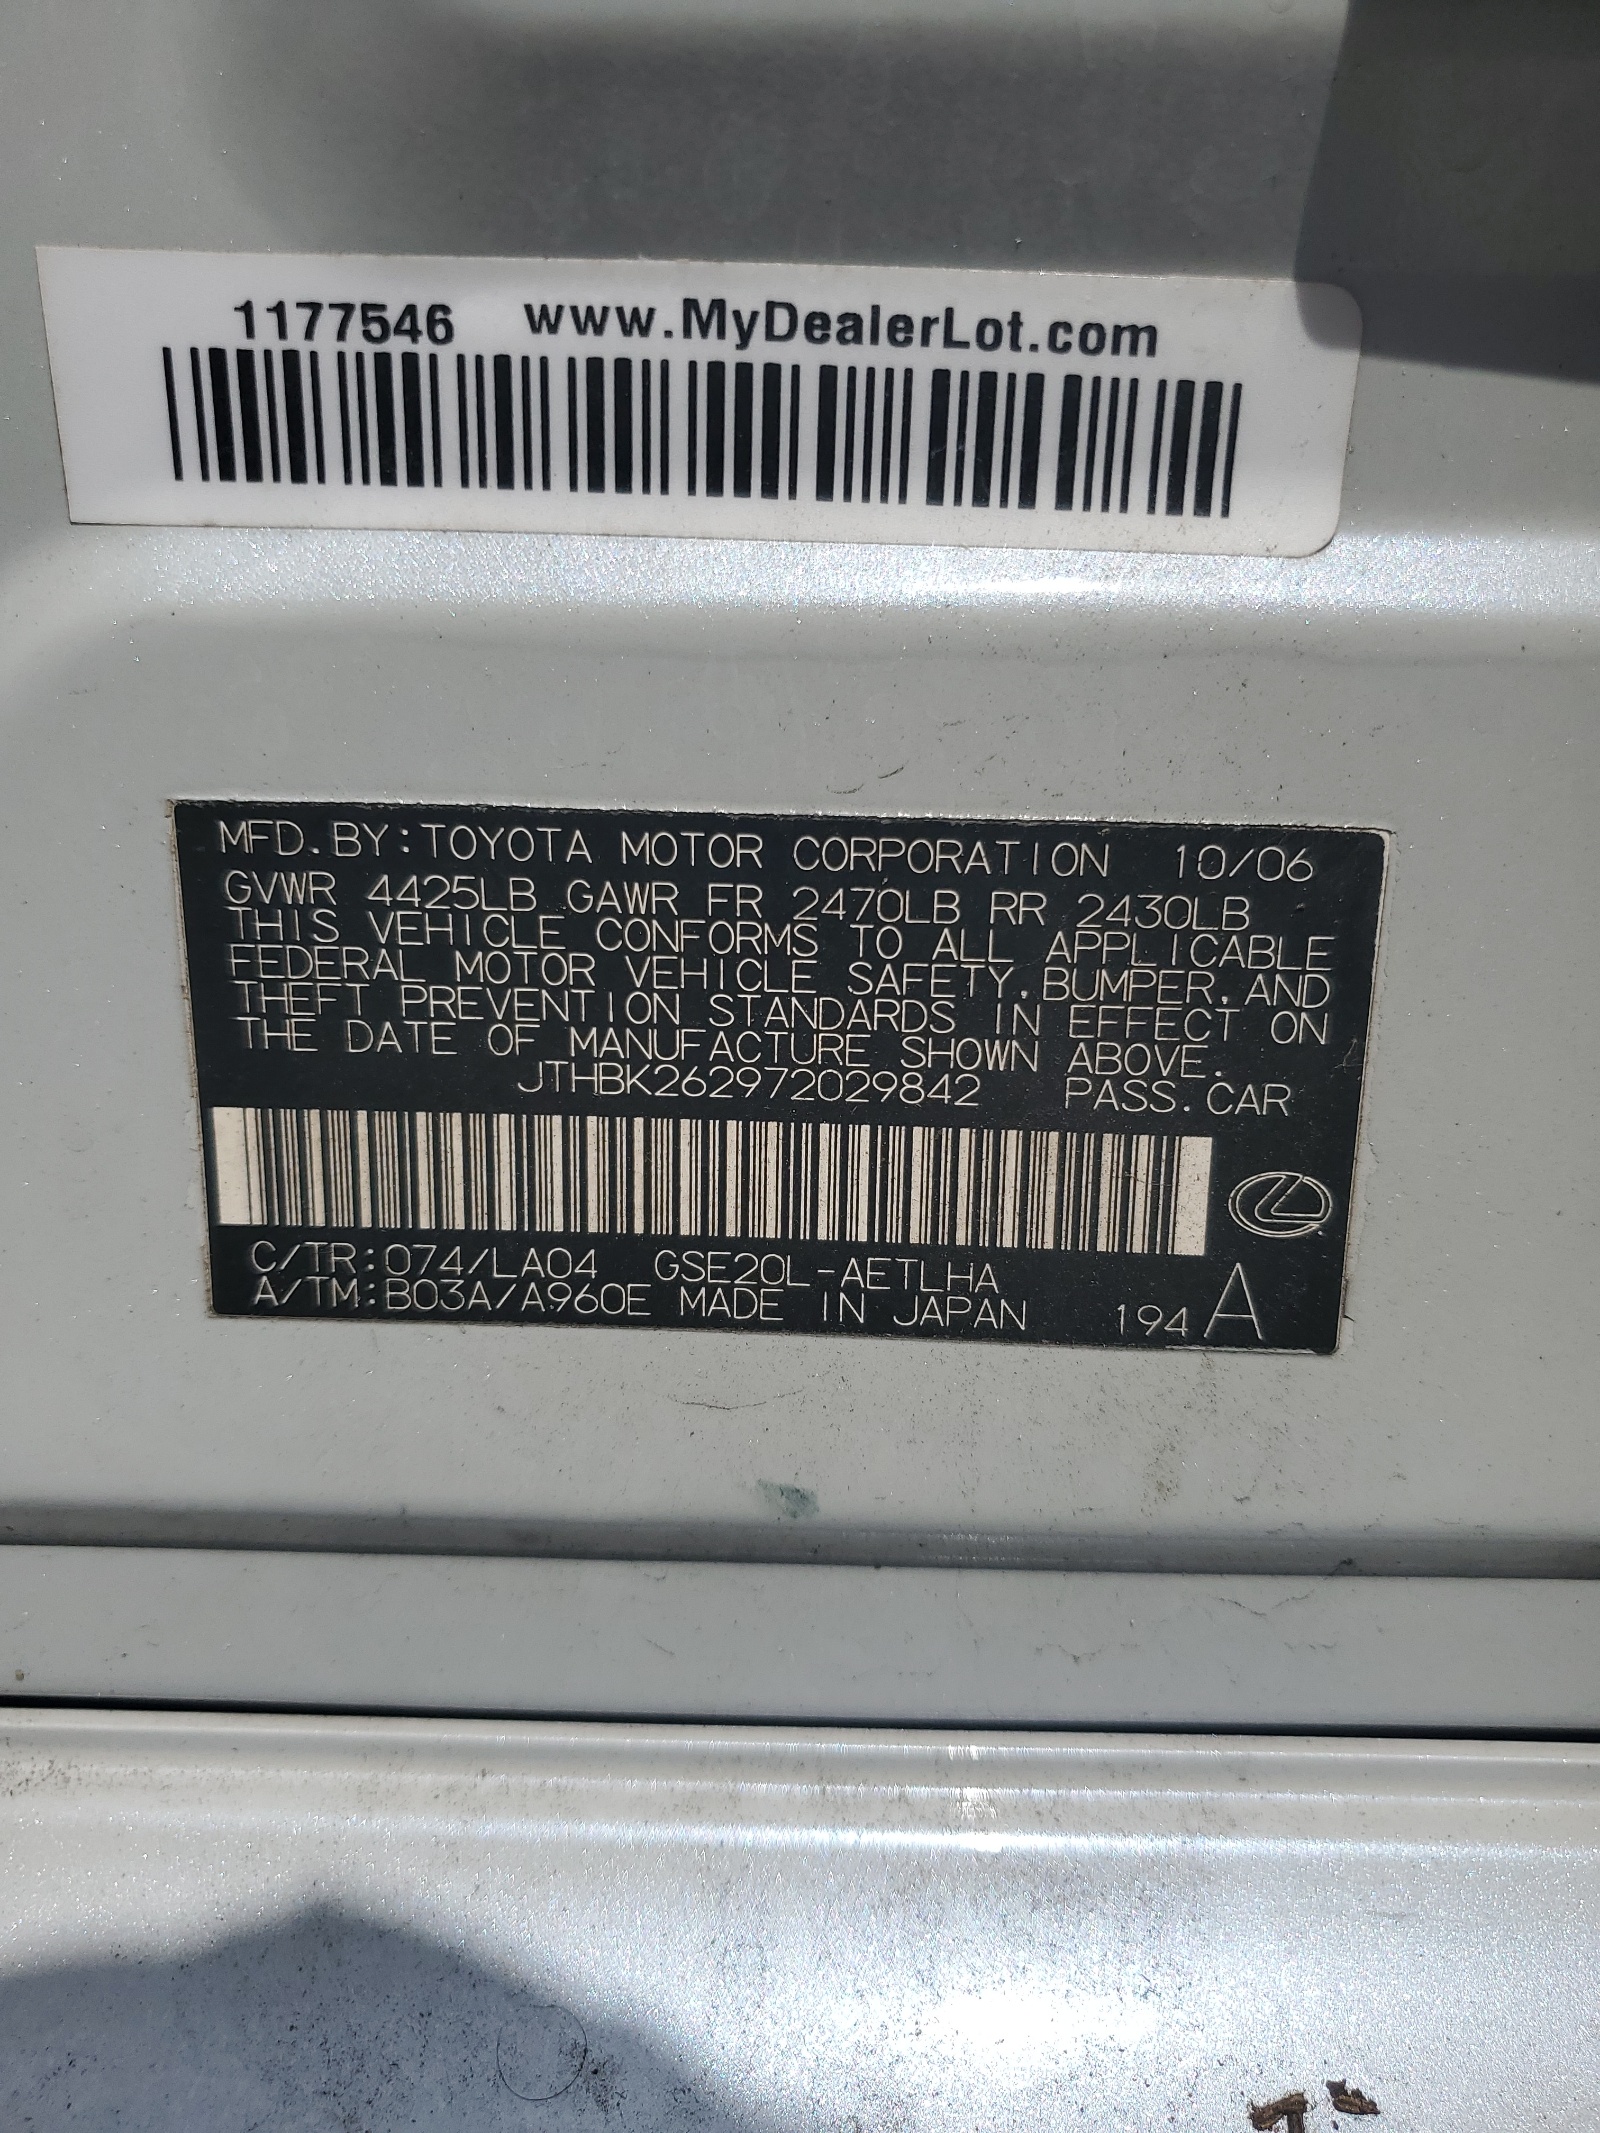 1177546 www.MyDealerLot.com
MFD. BY: TOYOTA MOTOR CORPORATION 10/06
GVWR 4425LB GAWR FR 2470LB RR 2430LB
THIS VEHICLE CONFORMS TO ALL APPLICABLE
FEDERAL MOTOR VEHICLE SAFETY, BUMPER, AND
THEFT PREVENTION STANDARDS IN EFFECT ON
THE DATE OF MANUFACTURE SHOWN ABOVE.
JTHBK262972029842 PASS. CAR
C/TR: 074/LA04 GSE20L-AETLHA
A/TM: B03A/A960E MADE IN JAPAN 194 A